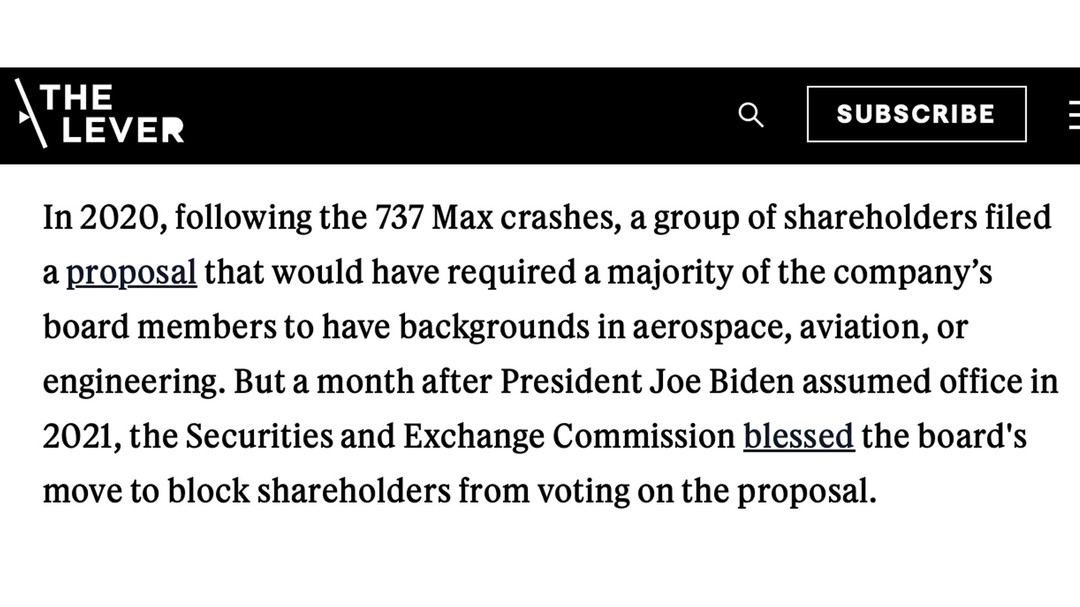 THE
LEVER
SUBSCRIBE
In 2020, following the 737 Max crashes, a group of shareholders filed
a proposal that would have required a majority of the company’s
board members to have backgrounds in aerospace, aviation, or
engineering. But a month after President Joe Biden assumed office in
2021, the Securities and Exchange Commission blessed the board's
move to block shareholders from voting on the proposal.